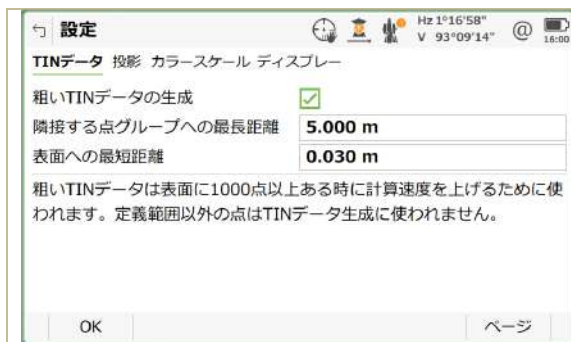 設定
Hz 1°16'58"
V 93°09'14"
@
16:00
TINデータ 投影 カラースケール ディスプレー
粗いTINデータの生成
隣接する点グループへの最長距離 5.000 m
表面への最短距離 0.030 m
粗いTINデータは表面に1000点以上ある時に計算速度を上げるために使
われます。定義範囲以外の点はTINデータ生成に使われません。
OK ページ